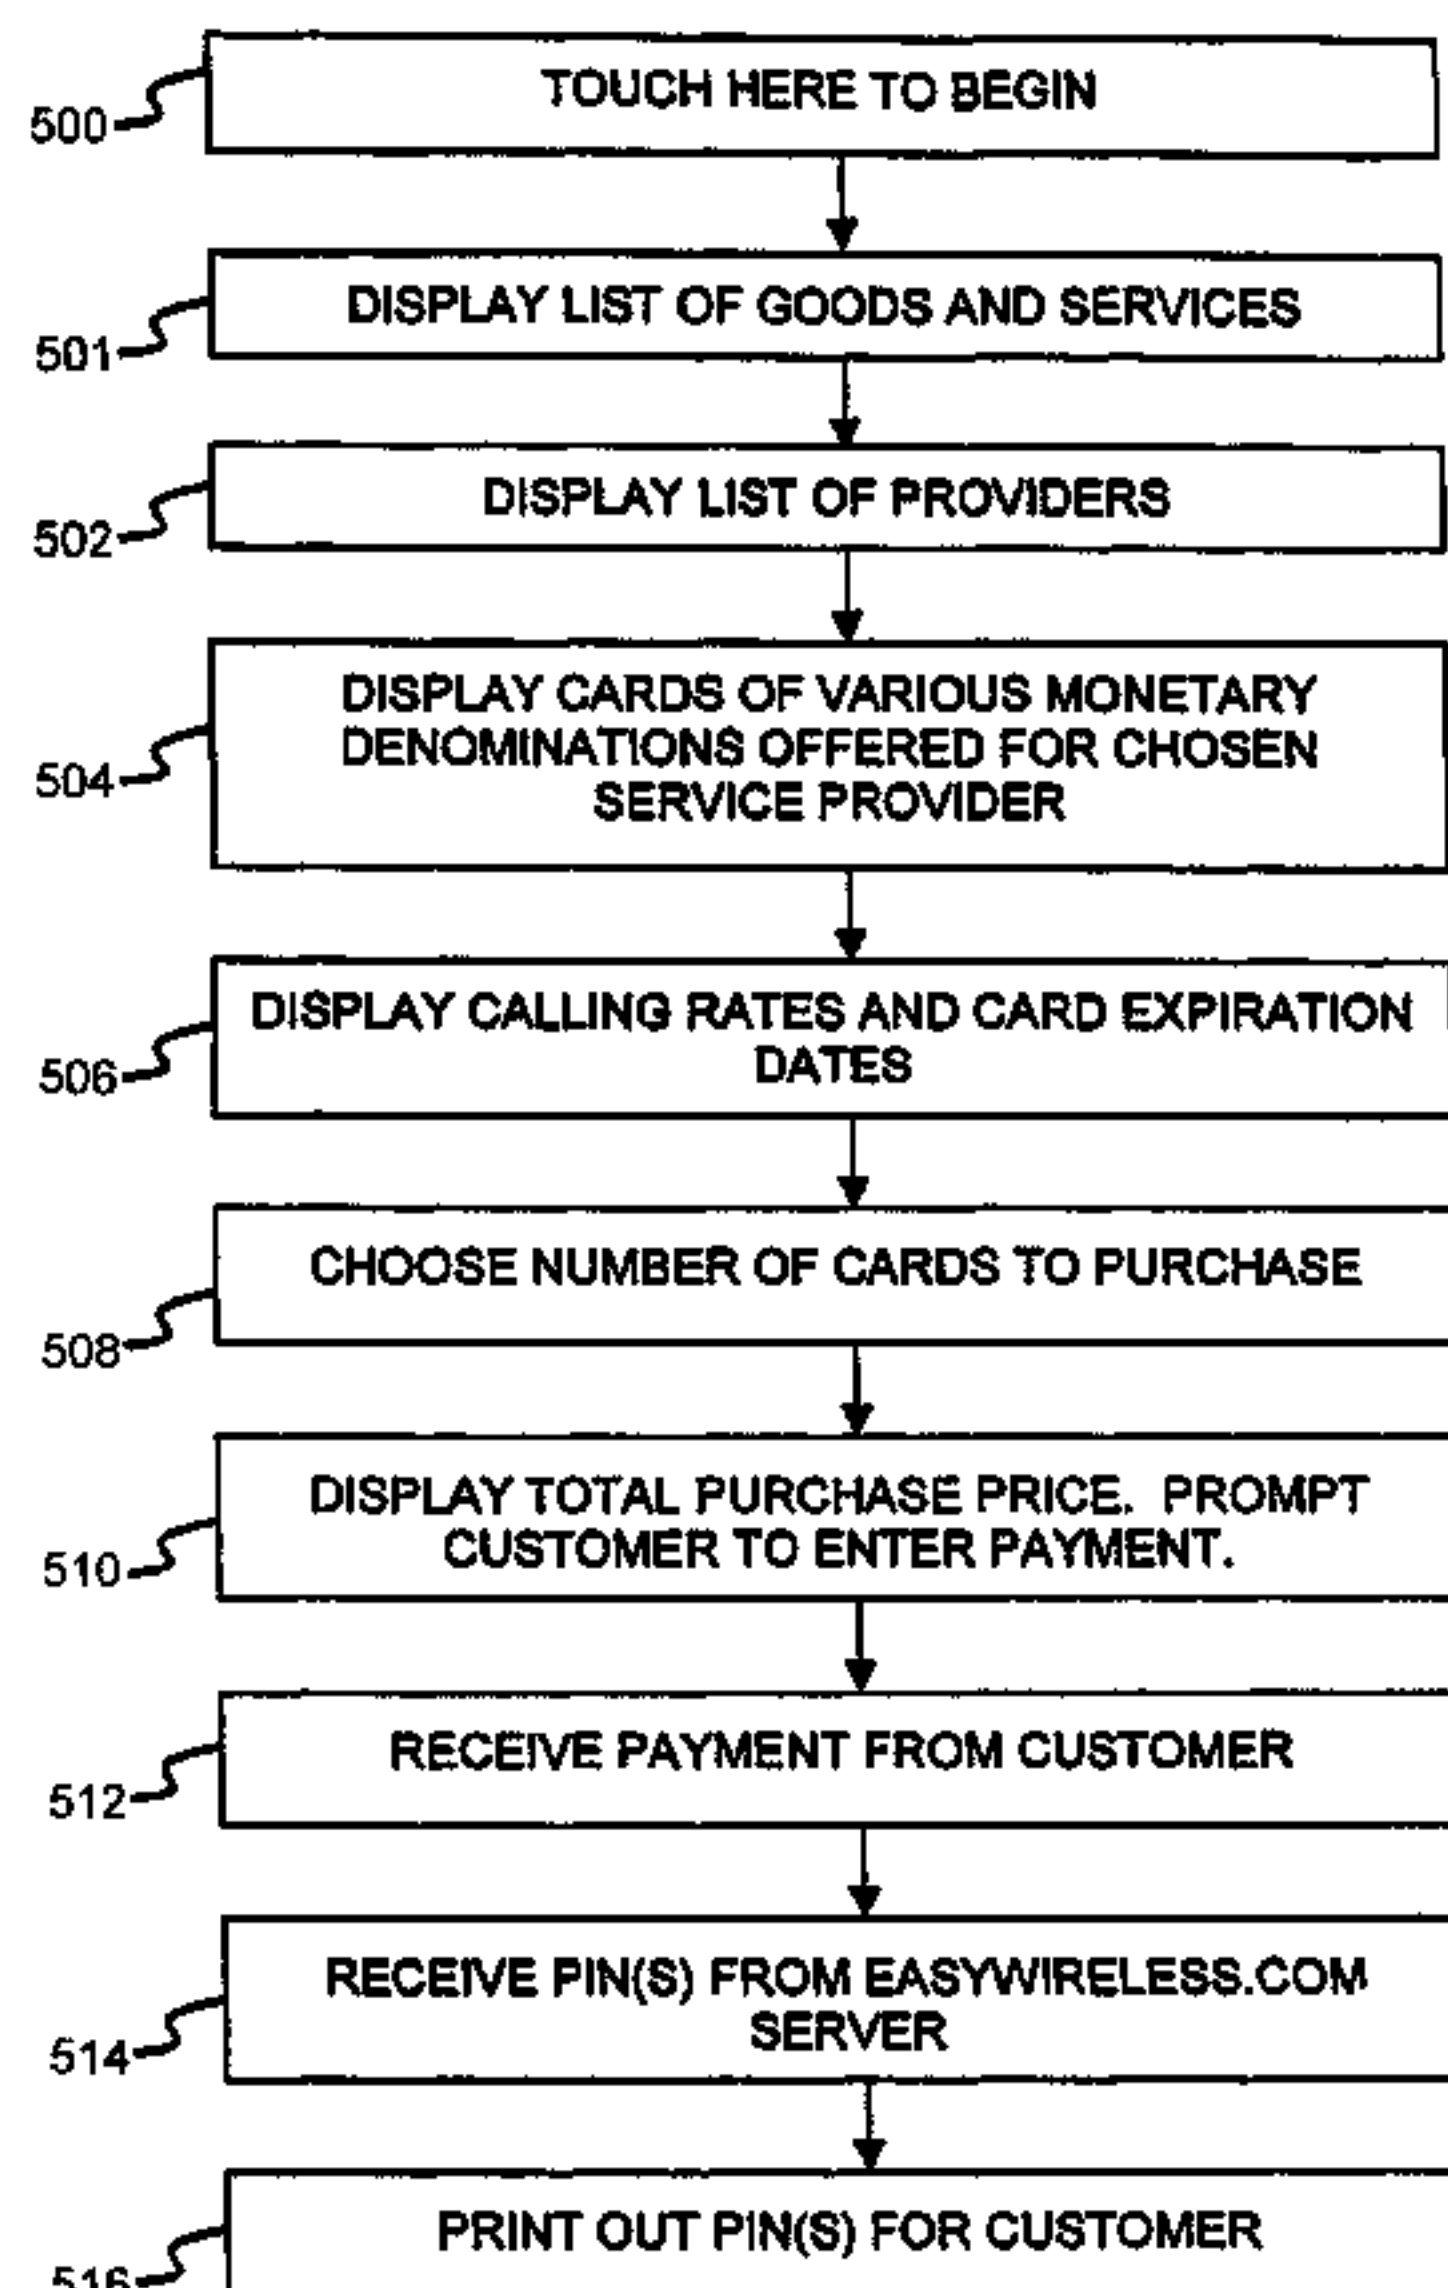 TOUCH HERE TO BEGIN
500
DISPLAY LIST OF GOODS AND SERVICES
501
DISPLAY LIST OF PROVIDERS
502
DISPLAY CARDS OF VARIOUS MONETARY
DENOMINATIONS OFFERED FOR CHOSEN
SERVICE PROVIDER
504
DISPLAY CALLING RATES AND CARD EXPIRATION
DATES
506
CHOOSE NUMBER OF CARDS TO PURCHASE
508
DISPLAY TOTAL PURCHASE PRICE. PROMPT
CUSTOMER TO ENTER PAYMENT.
510
RECEIVE PAYMENT FROM CUSTOMER
512
RECEIVE PIN(S) FROM EASYWIRELESS.COM
SERVER
514
PRINT OUT PIN(S) FOR CUSTOMER
516